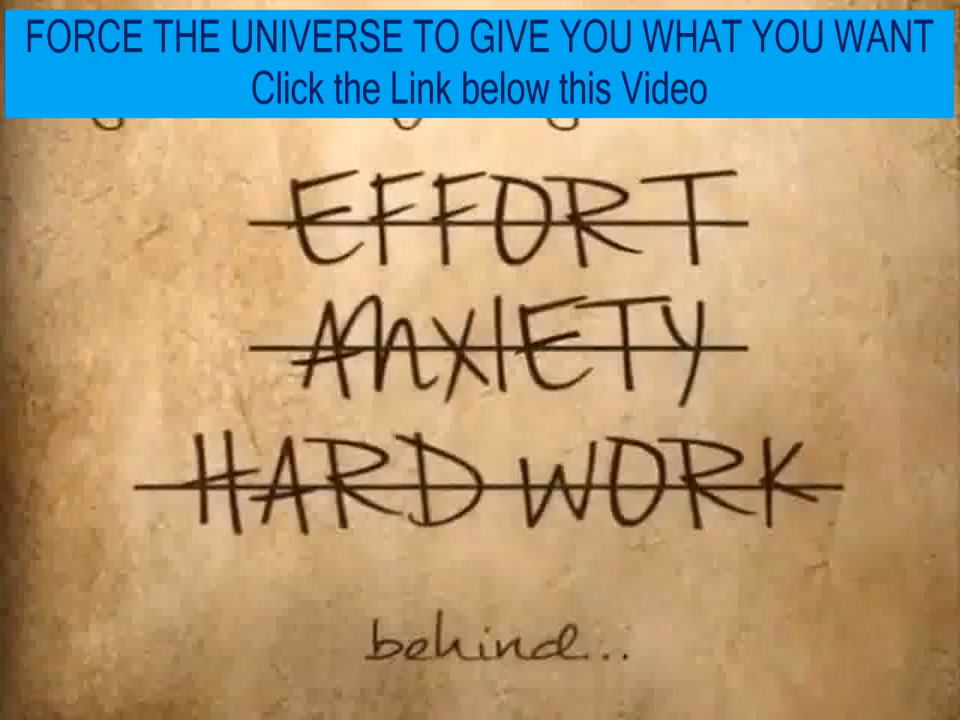 FORCE THE UNIVERSE TO GIVE YOU WHAT YOU WANT
Click the Link below this Video
EFFORT
ANXIETY
HARD WORK
behind...